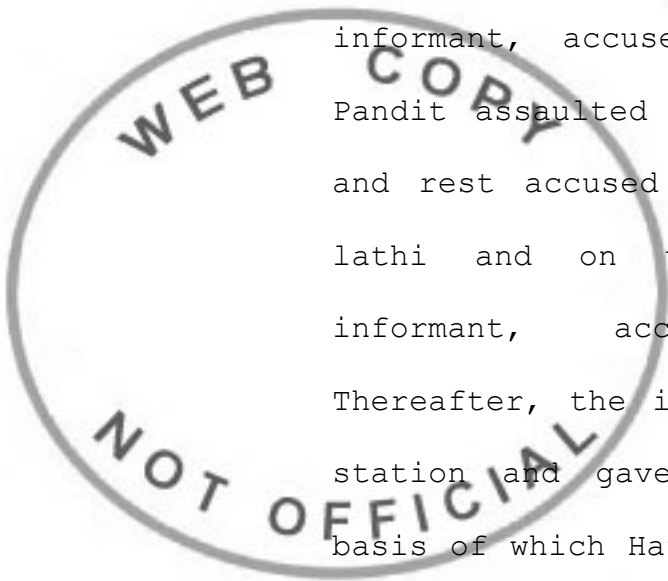 informant, accuse
Pandit assaulted
and rest accused
lathi and on
informant, acc
Thereafter, the i
station and gave
basis of which Ha
WEB COPY
NOT OFFICIAL